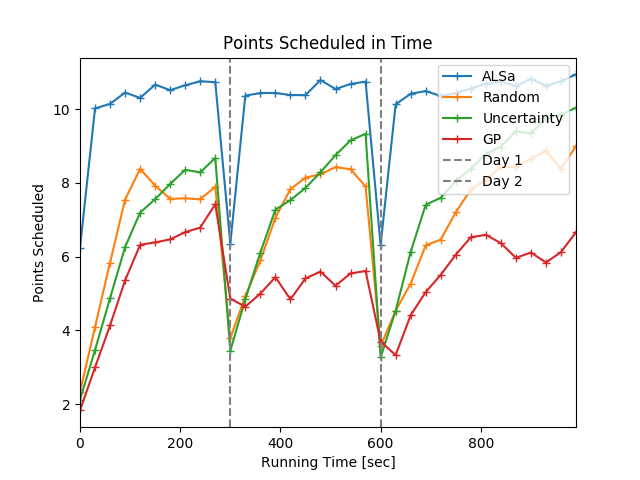 Points Scheduled in Time
Points Scheduled
10
8
6
4
2
0
200
400
600
800
Running Time [sec]
ALSa
Random
Uncertainty
GP
Day 1
Day 2